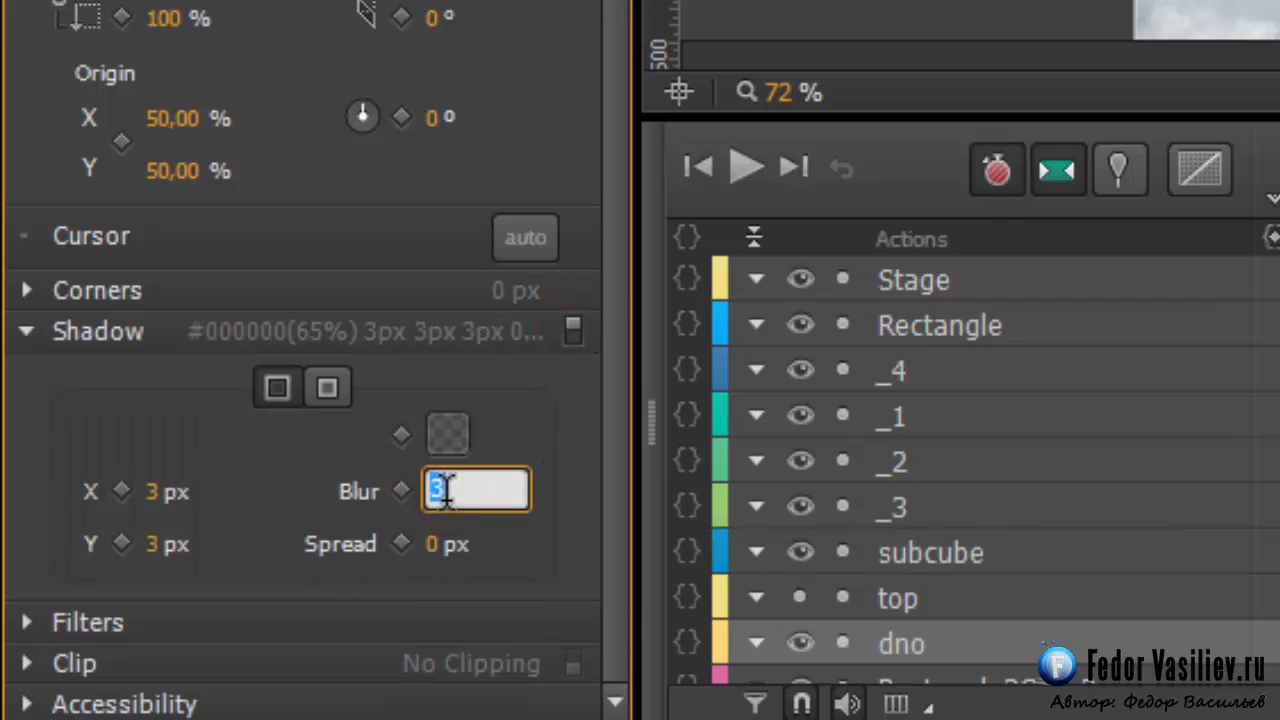 100 %
0 °
Origin
X 50,00 %
0 °
Y 50,00 %
Cursor
auto
Corners
0 px
Shadow
#000000(65%) 3px 3px 3px 0...
X 3 px
Blur 3
Y 3 px
Spread 0 px
Filters
Clip
No Clipping
Accessibility
500
72 %
Actions
Stage
Rectangle
_4
_1
_2
_3
subcube
top
dno
Fedor Vasiliev.ru
Автор: Федор Васильев